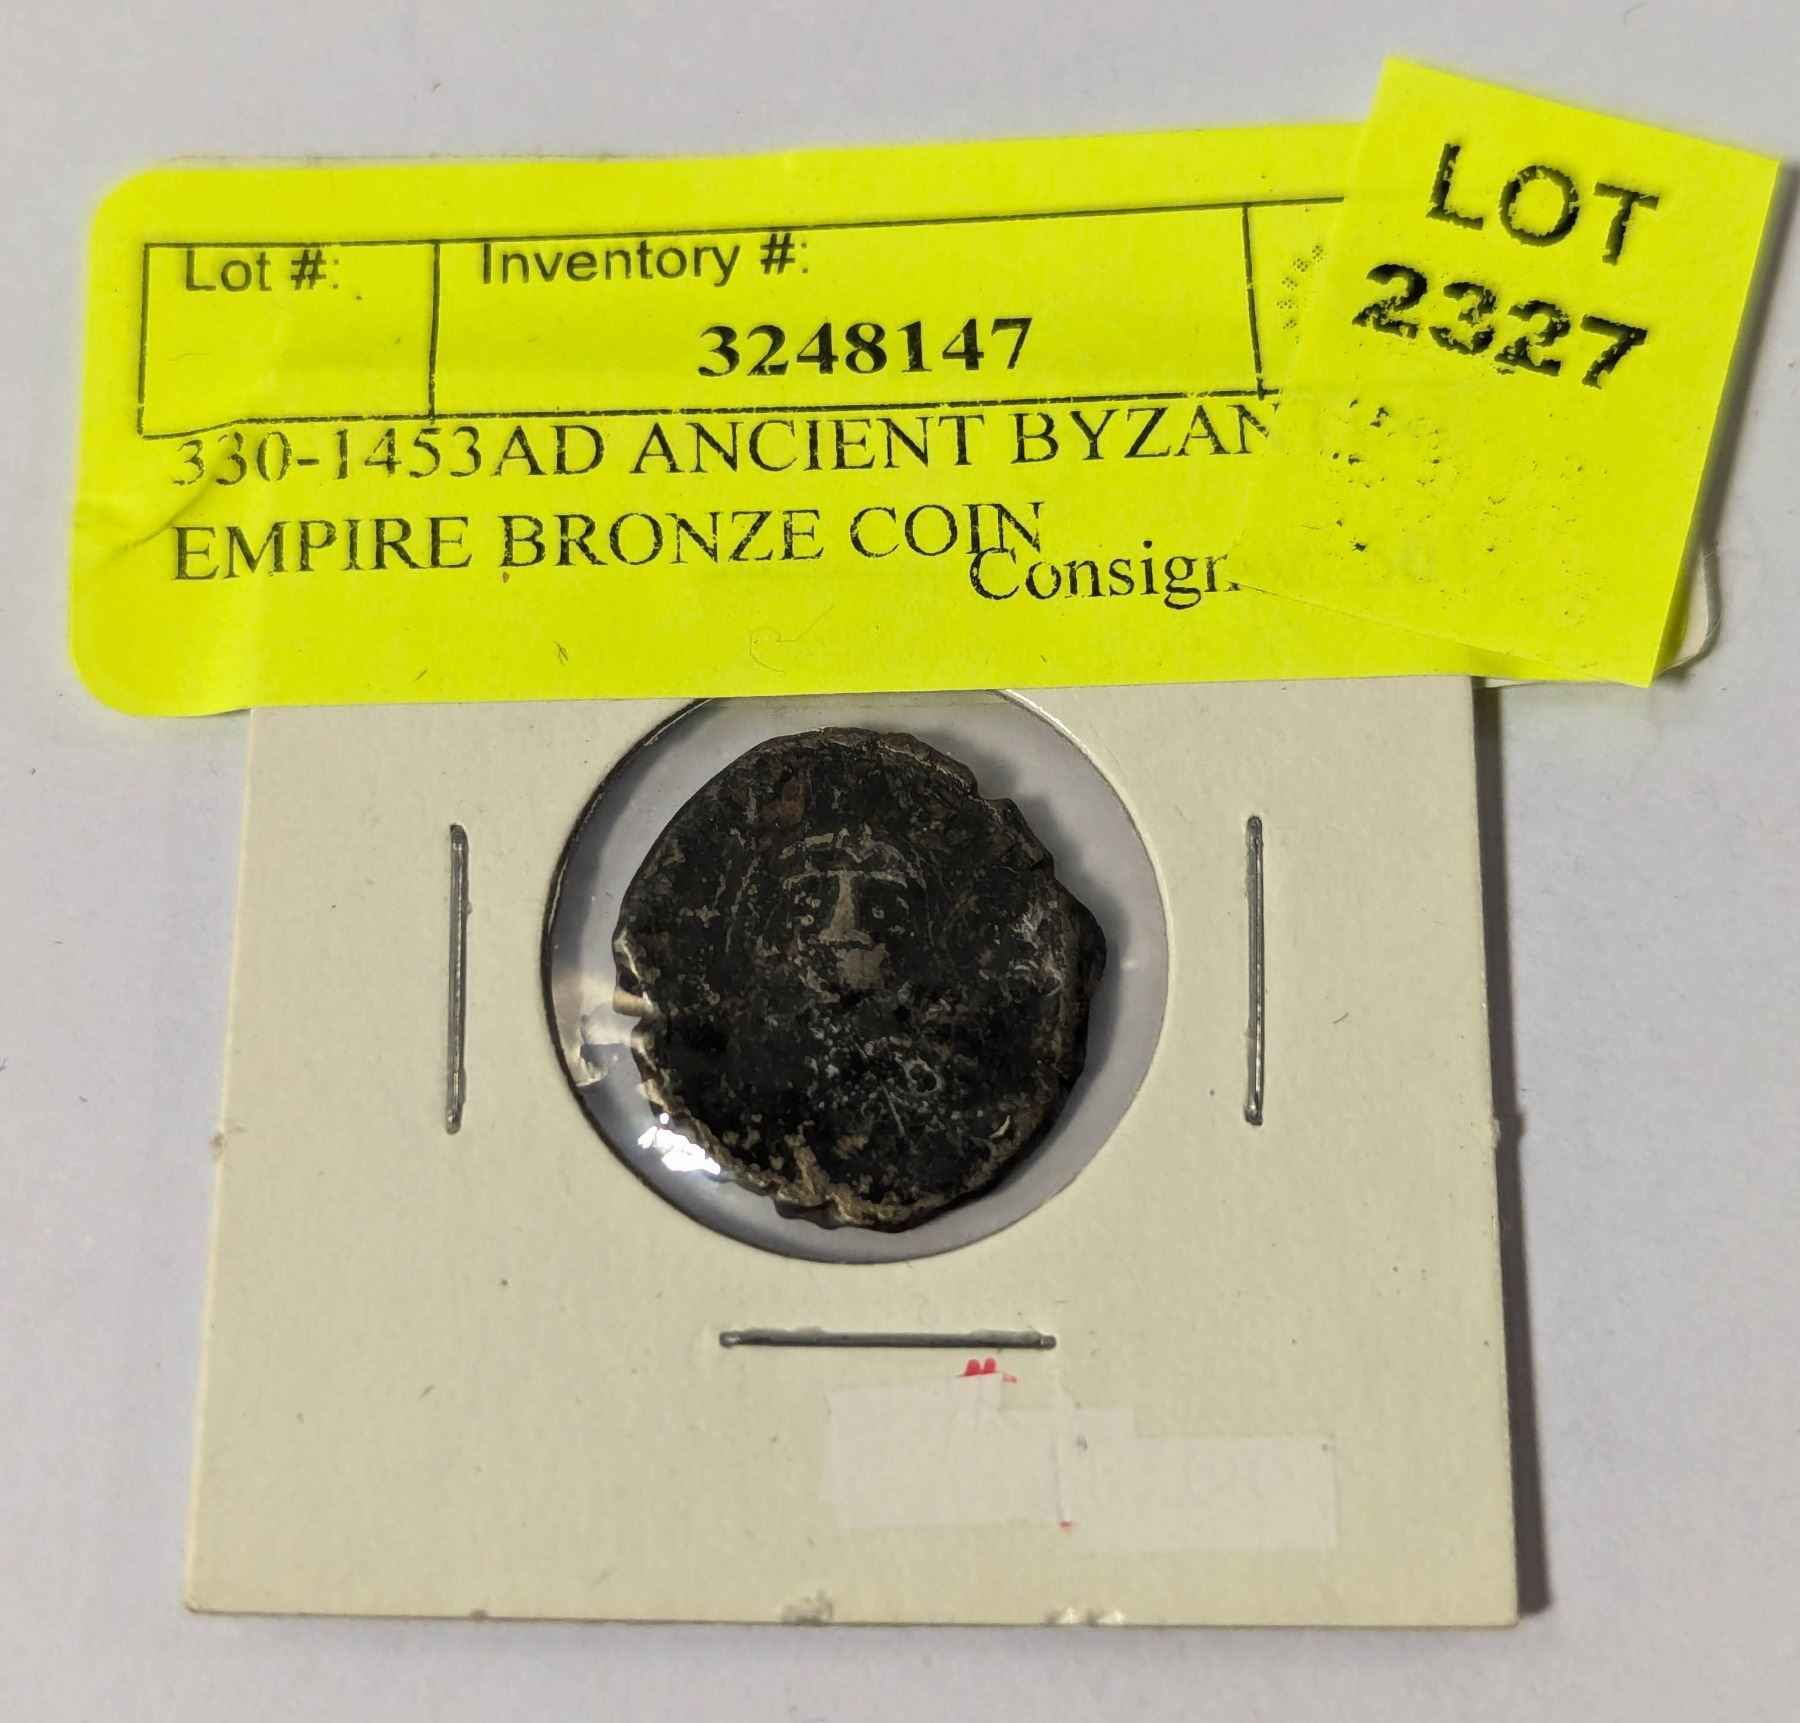 LOT
2327
Lot #: Inventory #:
3248147
330-1453AD ANCIENT BYZAN
EMPIRE BRONZE COIN
Consign